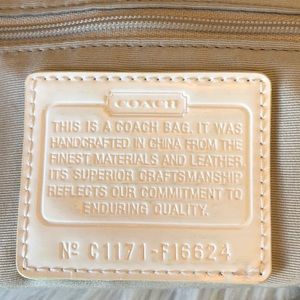 COACH
THIS IS A COACH BAG. IT WAS
HANDCRAFTED IN CHINA FROM THE
FINEST MATERIALS AND LEATHER.
ITS SUPERIOR CRAFTSMANSHIP
REFLECTS OUR COMMITMENT TO
ENDURING QUALITY.
Nº C1171-F16624